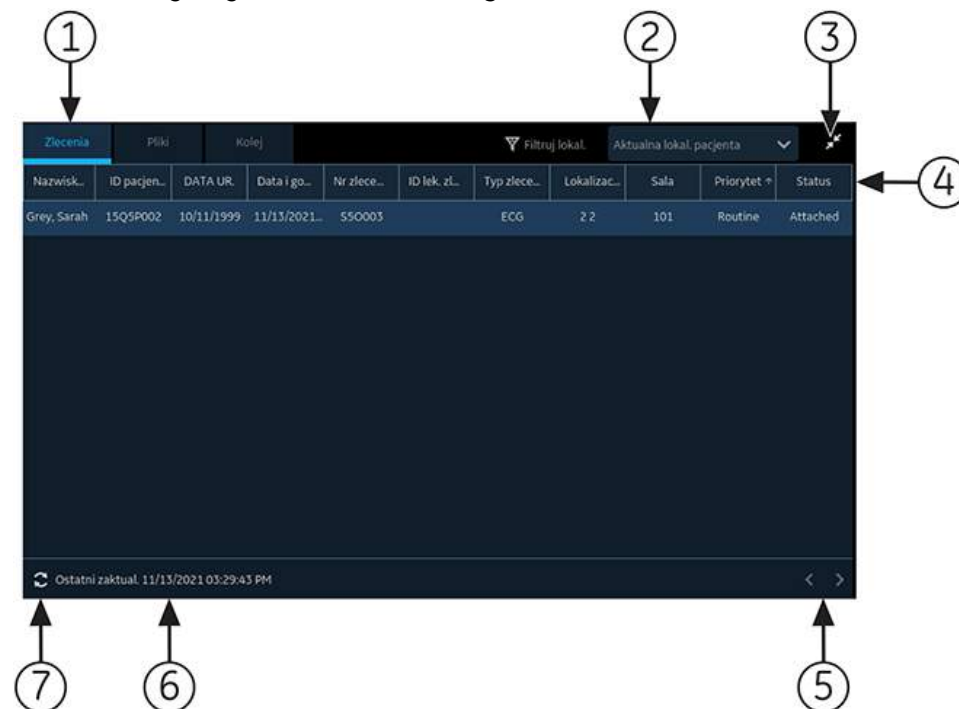 1
2
3
Zlecenia Pliki Kolej Filtruj lokal. Aktualna lokal. pacjenta
Nazwisk... ID pacjen... DATA UR. Data i go... Nr zlece... ID lek. zl... Typ zlece... Lokalizac... Sala Priorytet ↑ Status
4
Grey, Sarah 15Q5P002 10/11/1999 11/13/2021... S50003 ECG 2 2 101 Routine Attached
Ostatni zaktual. 11/13/2021 03:29:43 PM < >
7
6
5